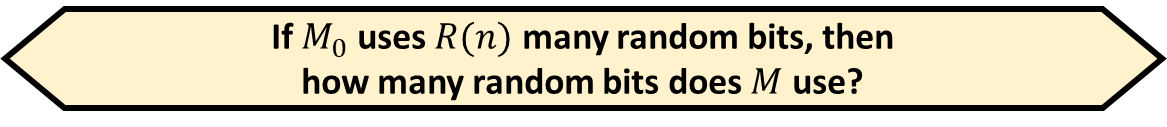 If 𝑀₀ uses 𝑅(𝑛) many random bits, then
how many random bits does 𝑀 use?